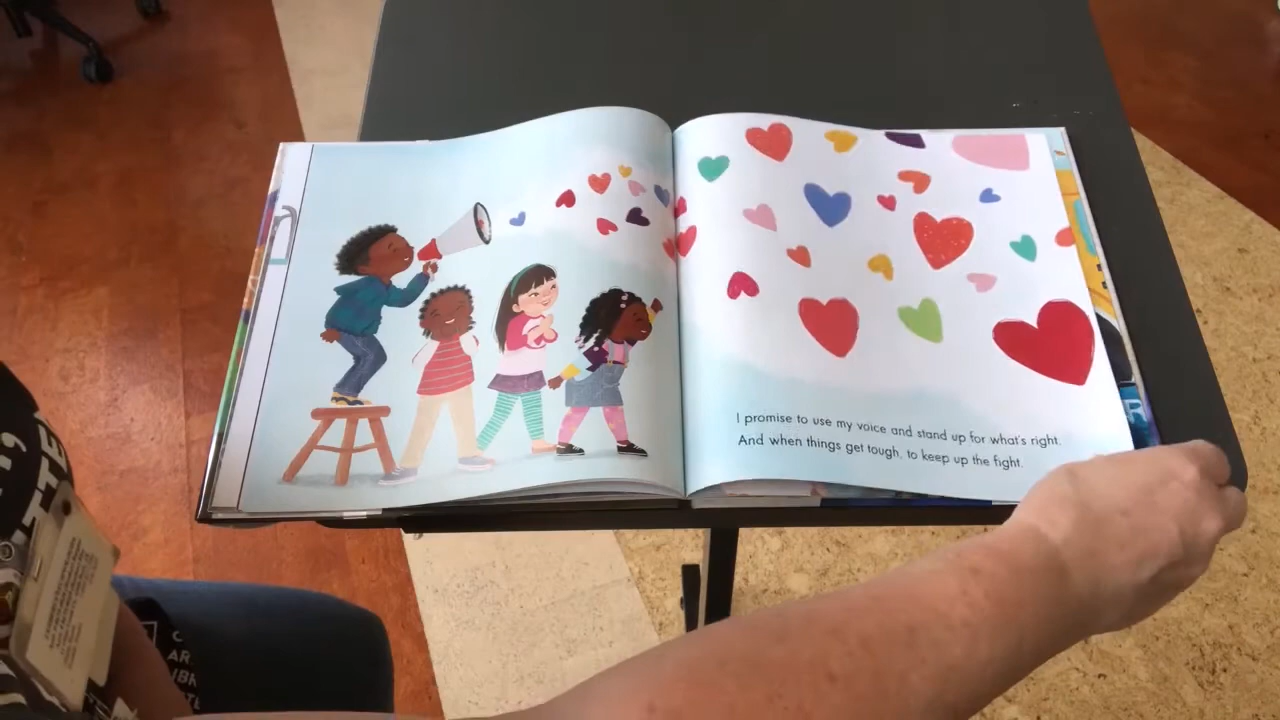 I promise to use my voice and stand up for what's right.
And when things get tough, to keep up the fight.